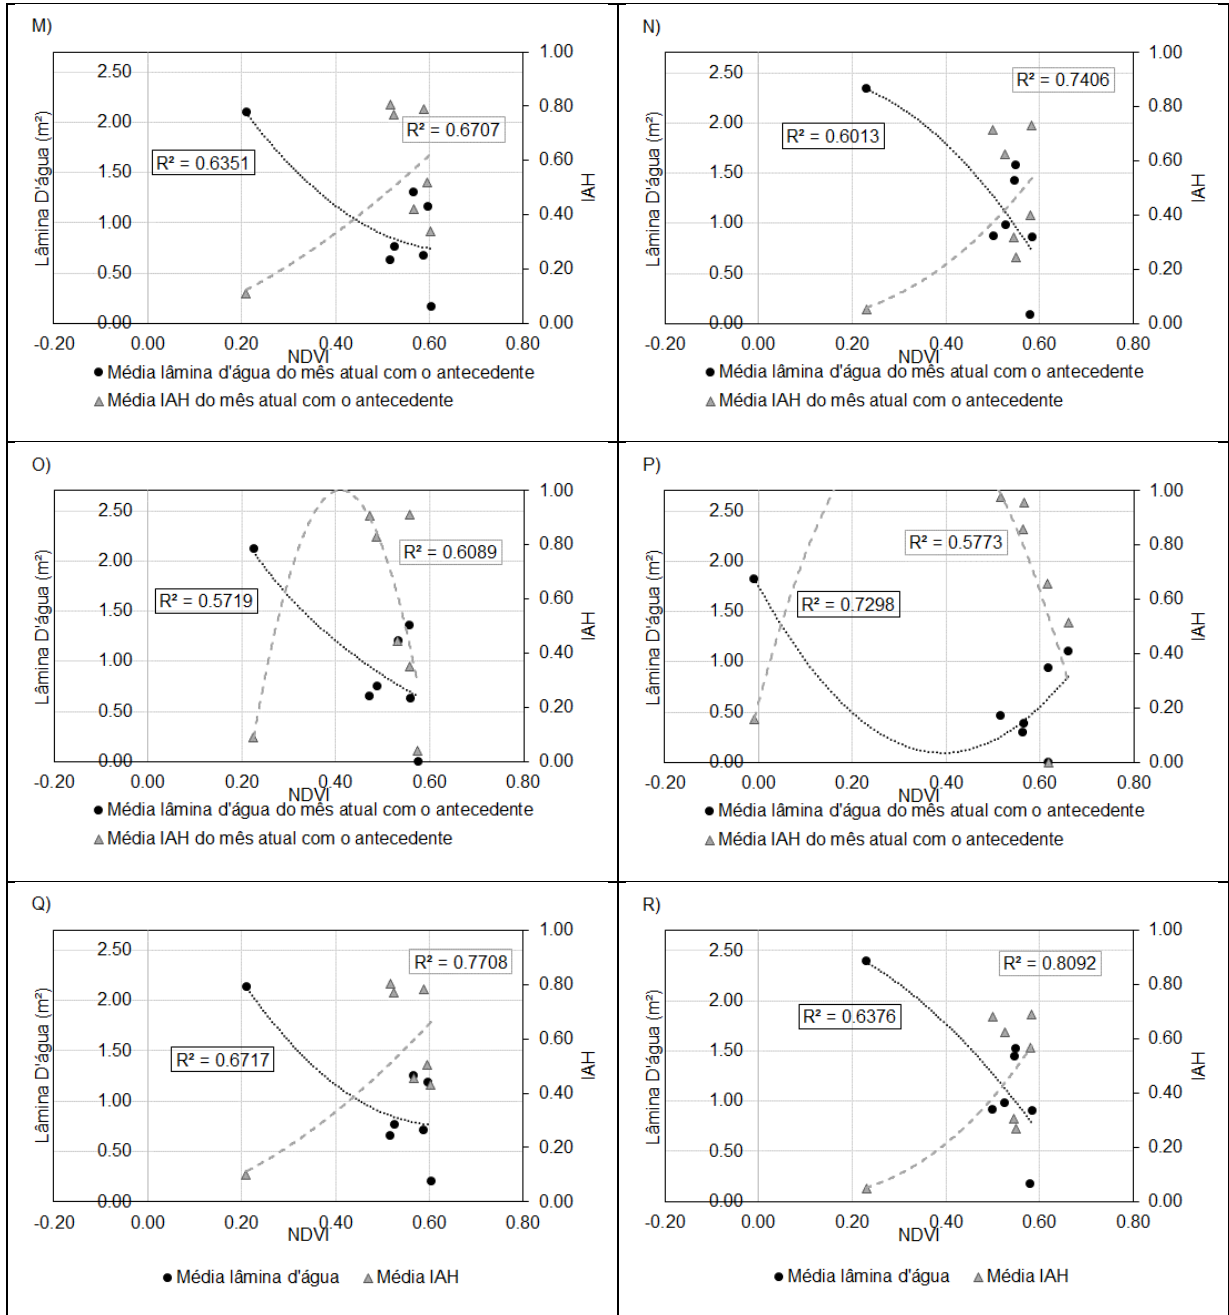 M)
1.00
2.50
0.80
2.00
R² = 0.6707
R² = 0.6351
0.60
1.50
Lâmina D'água (m²)
IAH
0.40
1.00
0.20
0.50
0.00
0.00
-0.20 0.00 0.20 0.40 0.60 0.80
NDVI
Média lâmina d'água do mês atual com o antecedente
Média IAH do mês atual com o antecedente
N)
1.00
2.50
R² = 0.7406
0.80
2.00
R² = 0.6013
0.60
1.50
Lâmina D'água (m²)
IAH
0.40
1.00
0.20
0.50
0.00
0.00
-0.20 0.00 0.20 0.40 0.60 0.80
NDVI
Média lâmina d'água do mês atual com o antecedente
Média IAH do mês atual com o antecedente
O)
1.00
2.50
0.80
R² = 0.6089
2.00
0.60
R² = 0.5719
1.50
Lâmina D'água (m²)
IAH
0.40
1.00
0.20
0.50
0.00
0.00
-0.20 0.00 0.20 0.40 0.60 0.80
NDVI
Média lâmina d'água do mês atual com o antecedente
Média IAH do mês atual com o antecedente
P)
1.00
2.50
R² = 0.5773
0.80
2.00
0.60
R² = 0.7298
1.50
Lâmina D'água (m²)
IAH
0.40
1.00
0.20
0.50
0.00
0.00
-0.20 0.00 0.20 0.40 0.60 0.80
NDVI
Média lâmina d'água do mês atual com o antecedente
Média IAH do mês atual com o antecedente
Q)
1.00
2.50
R² = 0.7708
0.80
2.00
0.60
R² = 0.6717
1.50
Lâmina D'água (m²)
IAH
0.40
1.00
0.20
0.50
0.00
0.00
-0.20 0.00 0.20 0.40 0.60 0.80
NDVI
Média lâmina d'água Média IAH
R)
1.00
2.50
R² = 0.8092
0.80
2.00
R² = 0.6376
0.60
1.50
Lâmina D'água (m²)
IAH
0.40
1.00
0.20
0.50
0.00
0.00
-0.20 0.00 0.20 0.40 0.60 0.80
NDVI
Média lâmina d'água Média IAH